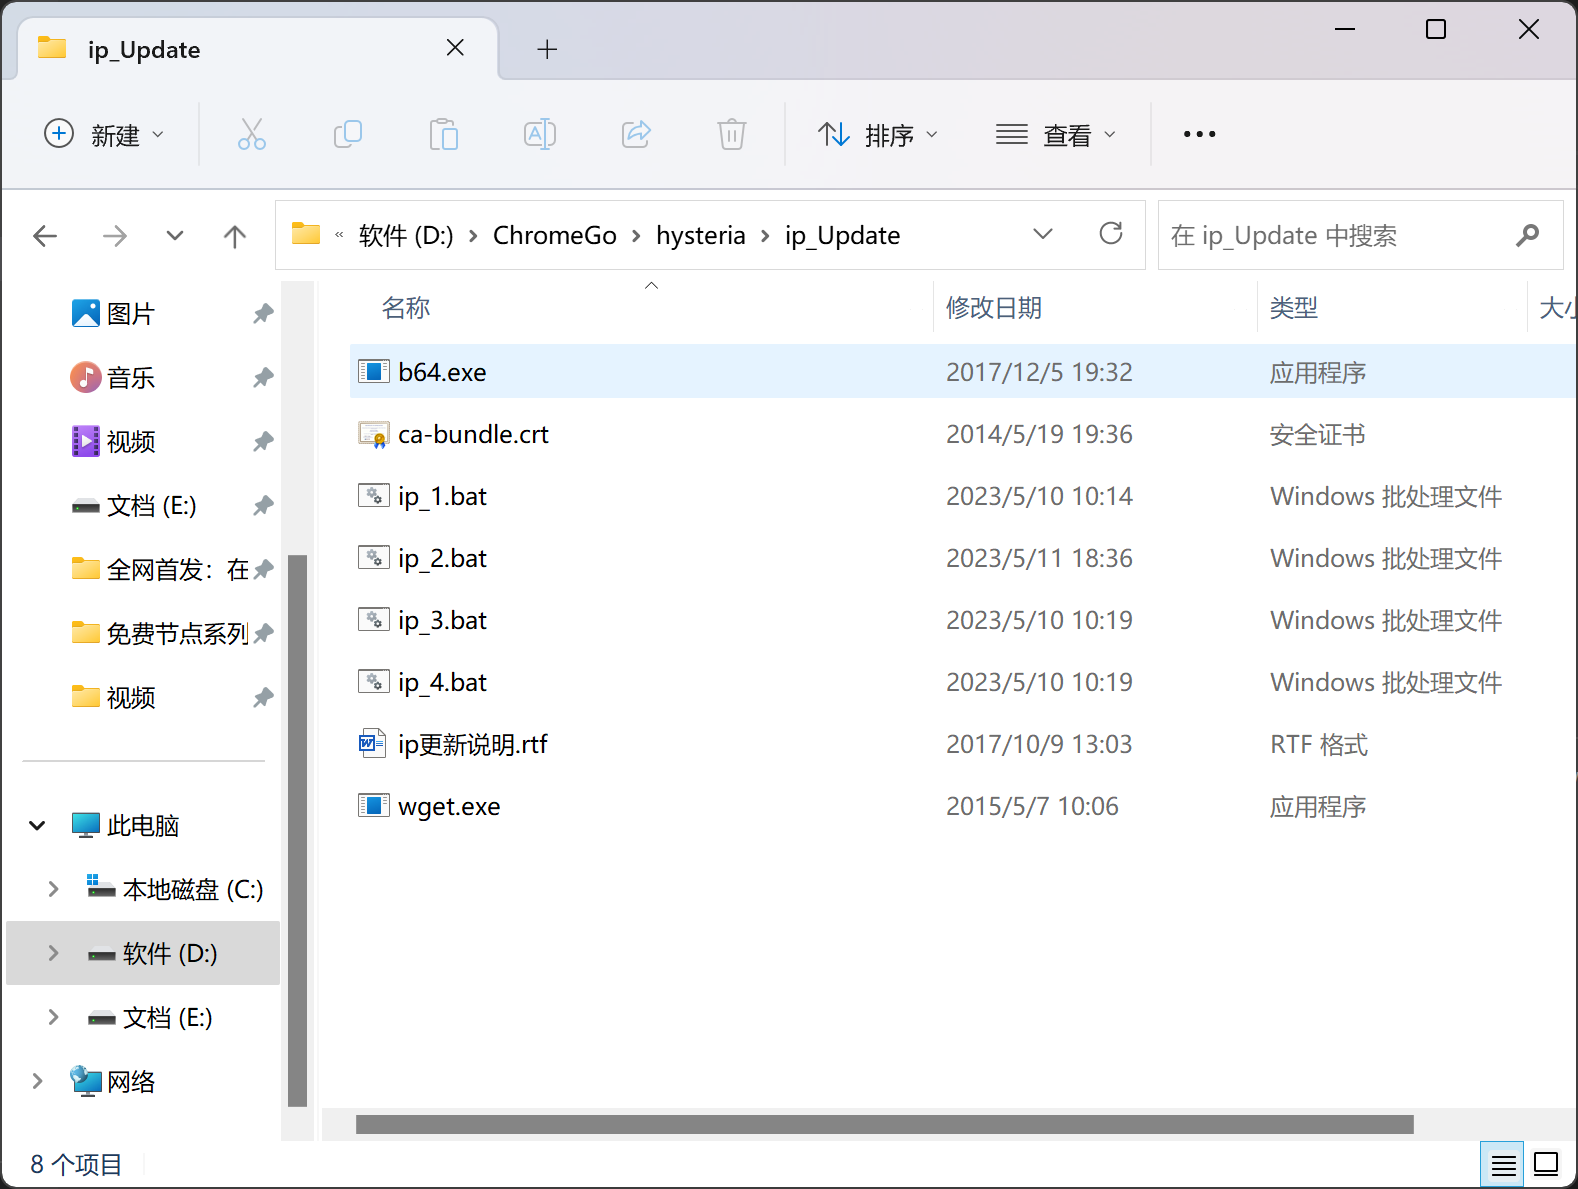 ip_Update
新建
排序
查看
« 软件 (D:) › ChromeGo › hysteria › ip_Update
在 ip_Update 中搜索
图片
音乐
视频
文档 (E:)
全网首发：在
免费节点系列
视频
此电脑
本地磁盘 (C:)
软件 (D:)
文档 (E:)
网络
名称 修改日期 类型 大小
b64.exe 2017/12/5 19:32 应用程序
ca-bundle.crt 2014/5/19 19:36 安全证书
ip_1.bat 2023/5/10 10:14 Windows 批处理文件
ip_2.bat 2023/5/11 18:36 Windows 批处理文件
ip_3.bat 2023/5/10 10:19 Windows 批处理文件
ip_4.bat 2023/5/10 10:19 Windows 批处理文件
ip更新说明.rtf 2017/10/9 13:03 RTF 格式
wget.exe 2015/5/7 10:06 应用程序
8 个项目